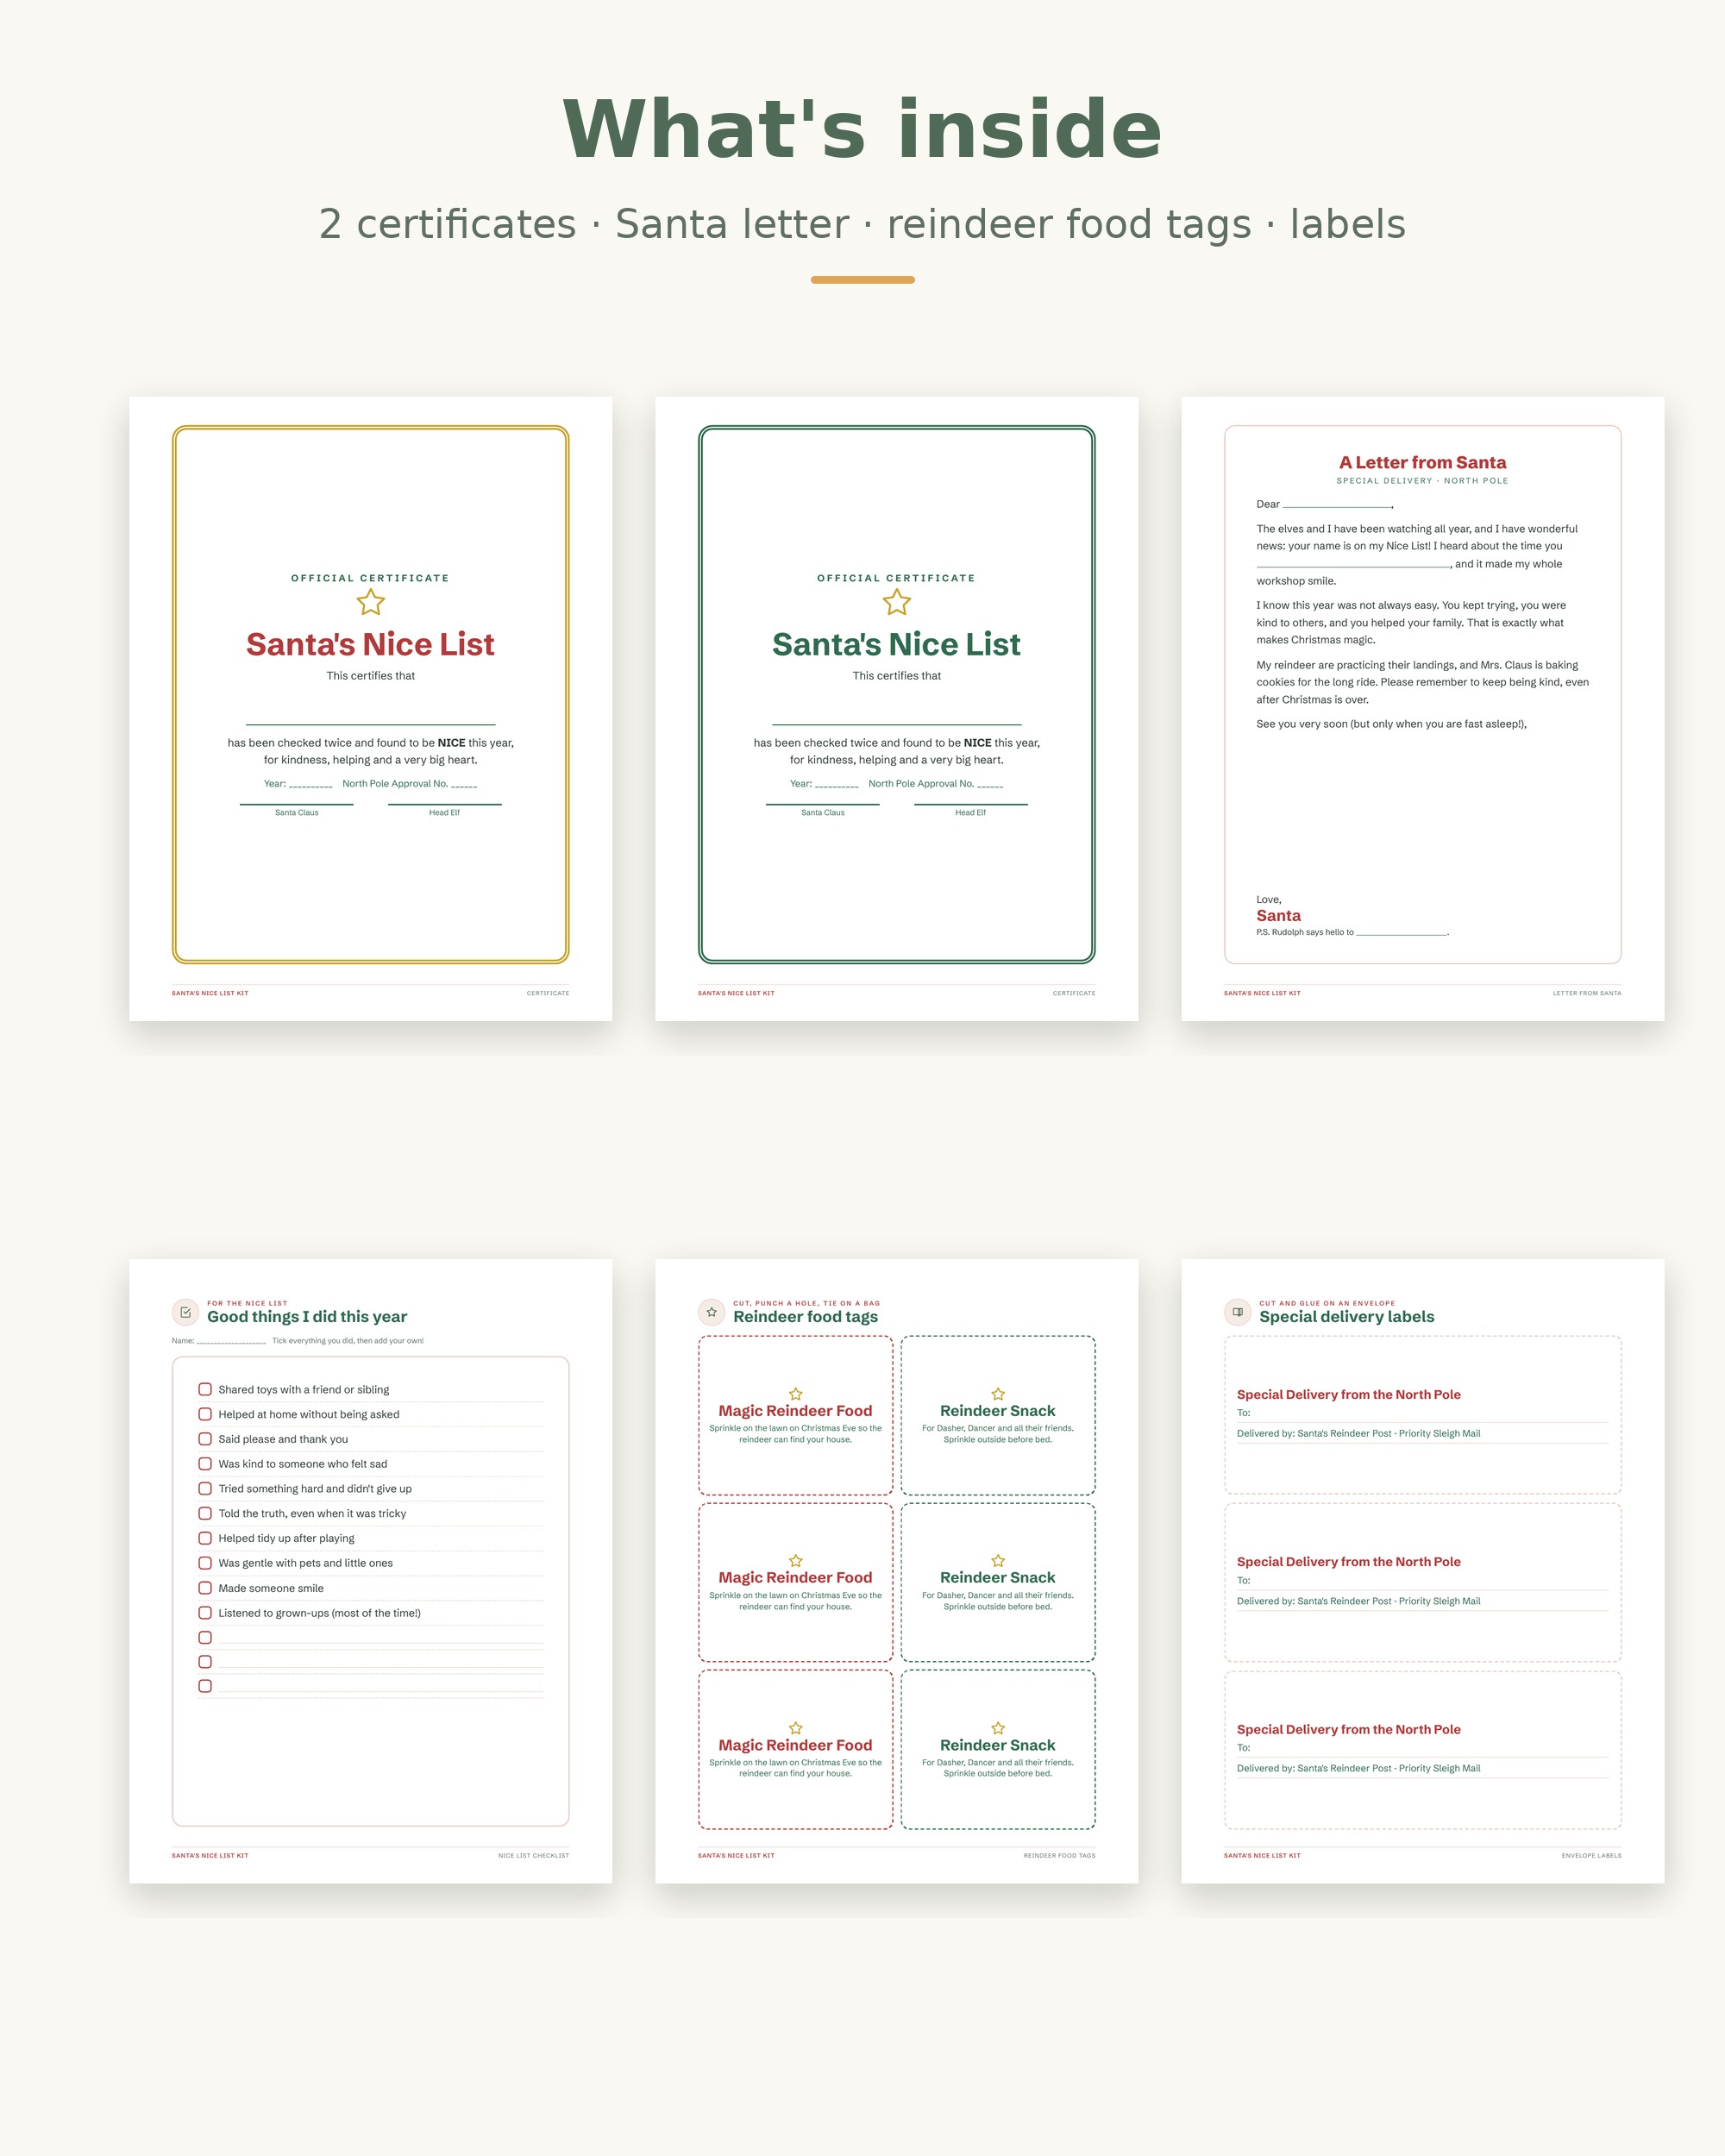 What's inside
2 certificates · Santa letter · reindeer food tags · labels
OFFICIAL CERTIFICATE
Santa's Nice List
This certifies that
has been checked twice and found to be NICE this year,
for kindness, helping and a very big heart.
Year: __________ North Pole Approval No. ______
Santa Claus Head Elf
SANTA'S NICE LIST KIT CERTIFICATE
OFFICIAL CERTIFICATE
Santa's Nice List
This certifies that
has been checked twice and found to be NICE this year,
for kindness, helping and a very big heart.
Year: __________ North Pole Approval No. ______
Santa Claus Head Elf
SANTA'S NICE LIST KIT CERTIFICATE
A Letter from Santa
SPECIAL DELIVERY · NORTH POLE
Dear ____________________,
The elves and I have been watching all year, and I have wonderful
news: your name is on my Nice List! I heard about the time you
____________________, and it made my whole
workshop smile.
I know this year was not always easy. You kept trying, you were
kind to others, and you helped your family. That is exactly what
makes Christmas magic.
My reindeer are practicing their landings, and Mrs. Claus is baking
cookies for the long ride. Please remember to keep being kind, even
after Christmas is over.
See you very soon (but only when you are fast asleep!),
Love,
Santa
P.S. Rudolph says hello to ____________________.
SANTA'S NICE LIST KIT LETTER FROM SANTA
FOR THE NICE LIST
Good things I did this year
Name: ____________________ Tick everything you did, then add your own!
Shared toys with a friend or sibling
Helped at home without being asked
Said please and thank you
Was kind to someone who felt sad
Tried something hard and didn't give up
Told the truth, even when it was tricky
Helped tidy up after playing
Was gentle with pets and little ones
Made someone smile
Listened to grown-ups (most of the time!)
SANTA'S NICE LIST KIT NICE LIST CHECKLIST
CUT, PUNCH A HOLE, TIE ON A BAG
Reindeer food tags
Magic Reindeer Food
Sprinkle on the lawn on Christmas Eve so the
reindeer can find your house.
Reindeer Snack
For Dasher, Dancer and all their friends.
Sprinkle outside before bed.
Magic Reindeer Food
Sprinkle on the lawn on Christmas Eve so the
reindeer can find your house.
Reindeer Snack
For Dasher, Dancer and all their friends.
Sprinkle outside before bed.
Magic Reindeer Food
Sprinkle on the lawn on Christmas Eve so the
reindeer can find your house.
Reindeer Snack
For Dasher, Dancer and all their friends.
Sprinkle outside before bed.
SANTA'S NICE LIST KIT REINDEER FOOD TAGS
CUT AND GLUE ON AN ENVELOPE
Special delivery labels
Special Delivery from the North Pole
To:
Delivered by: Santa's Reindeer Post · Priority Sleigh Mail
Special Delivery from the North Pole
To:
Delivered by: Santa's Reindeer Post · Priority Sleigh Mail
Special Delivery from the North Pole
To:
Delivered by: Santa's Reindeer Post · Priority Sleigh Mail
SANTA'S NICE LIST KIT ENVELOPE LABELS